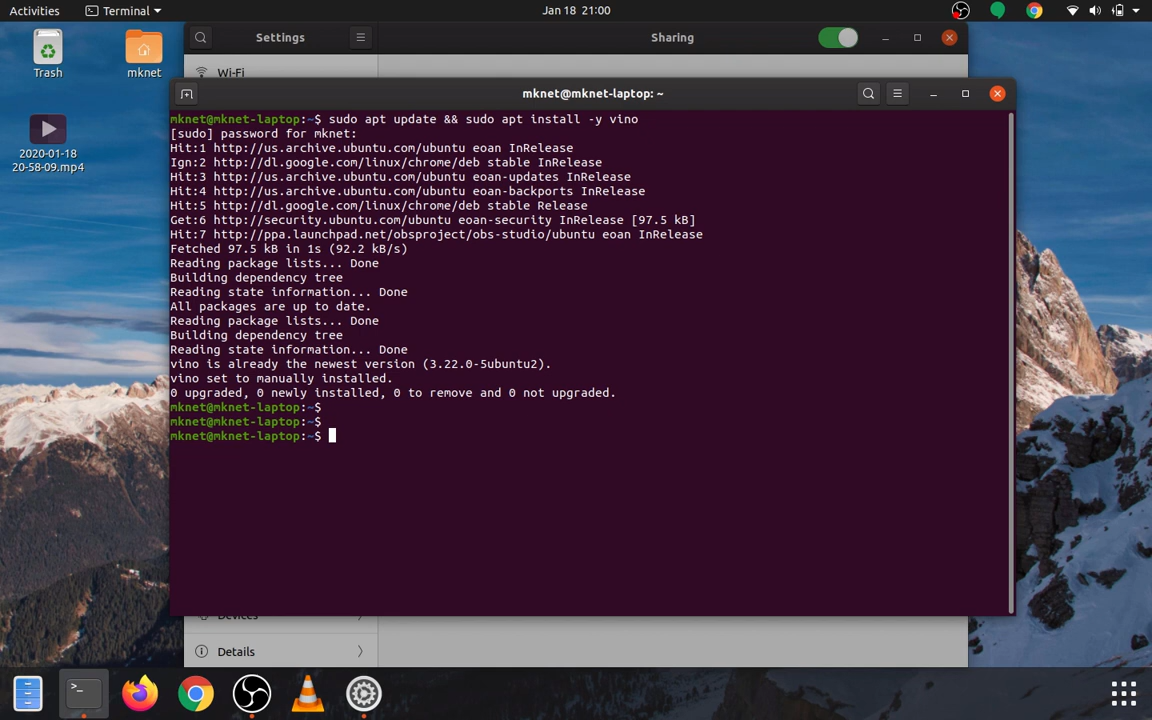 Activities
Terminal
Jan 18 21:00
Trash
mknet
2020-01-18
20-58-09.mp4
Settings
Sharing
Wi-Fi
mknet@mknet-laptop: ~
mknet@mknet-laptop:~$ sudo apt update && sudo apt install -y vino
[sudo] password for mknet:
Hit:1 http://us.archive.ubuntu.com/ubuntu eoan InRelease
Ign:2 http://dl.google.com/linux/chrome/deb stable InRelease
Hit:3 http://us.archive.ubuntu.com/ubuntu eoan-updates InRelease
Hit:4 http://us.archive.ubuntu.com/ubuntu eoan-backports InRelease
Hit:5 http://dl.google.com/linux/chrome/deb stable Release
Get:6 http://security.ubuntu.com/ubuntu eoan-security InRelease [97.5 kB]
Hit:7 http://ppa.launchpad.net/obsproject/obs-studio/ubuntu eoan InRelease
Fetched 97.5 kB in 1s (92.2 kB/s)
Reading package lists... Done
Building dependency tree
Reading state information... Done
All packages are up to date.
Reading package lists... Done
Building dependency tree
Reading state information... Done
vino is already the newest version (3.22.0-5ubuntu2).
vino set to manually installed.
0 upgraded, 0 newly installed, 0 to remove and 0 not upgraded.
mknet@mknet-laptop:~$
mknet@mknet-laptop:~$
mknet@mknet-laptop:~$
Devices
Details
>_